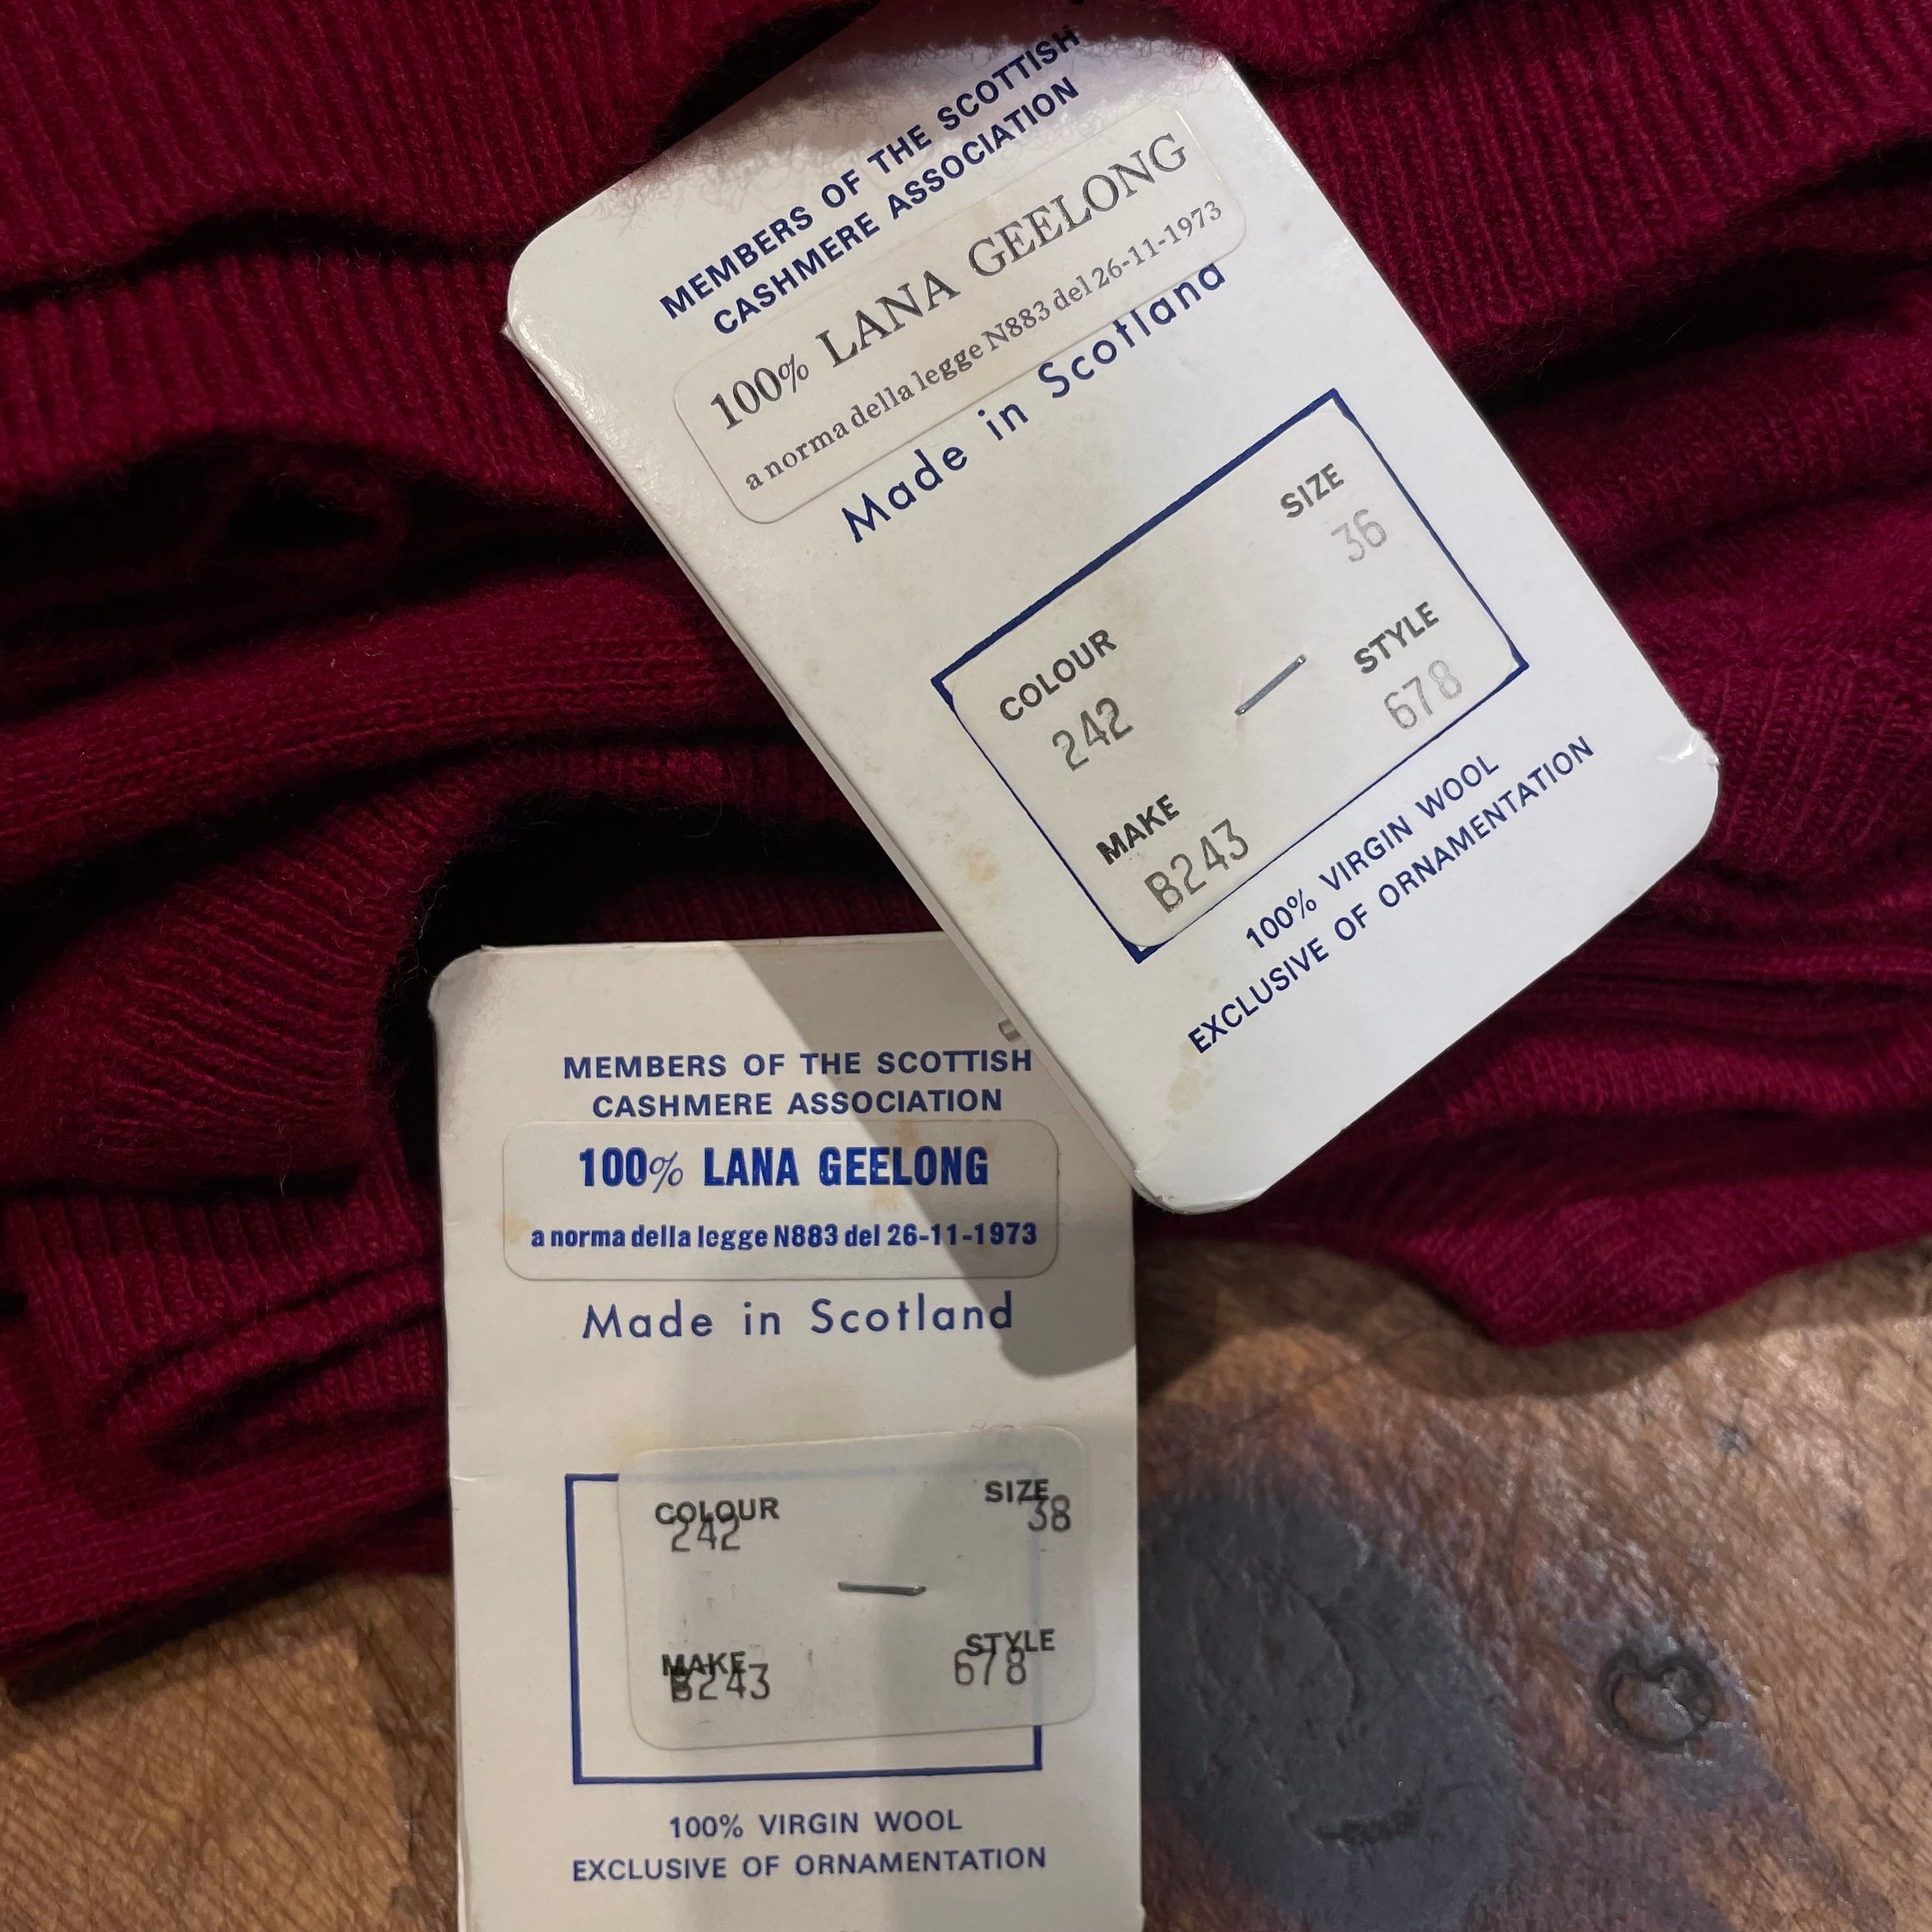 MEMBERS OF THE SCOTTISH
CASHMERE ASSOCIATION
100% LANA GEELONG
a norma della legge N883 del 26-11-1973
Made in Scotland
COLOUR SIZE
242 36
MAKE STYLE
B243 678
100% VIRGIN WOOL
EXCLUSIVE OF ORNAMENTATION
MEMBERS OF THE SCOTTISH
CASHMERE ASSOCIATION
100% LANA GEELONG
a norma della legge N883 del 26-11-1973
Made in Scotland
COLOUR SIZE
242 38
MAKE STYLE
B243 678
100% VIRGIN WOOL
EXCLUSIVE OF ORNAMENTATION